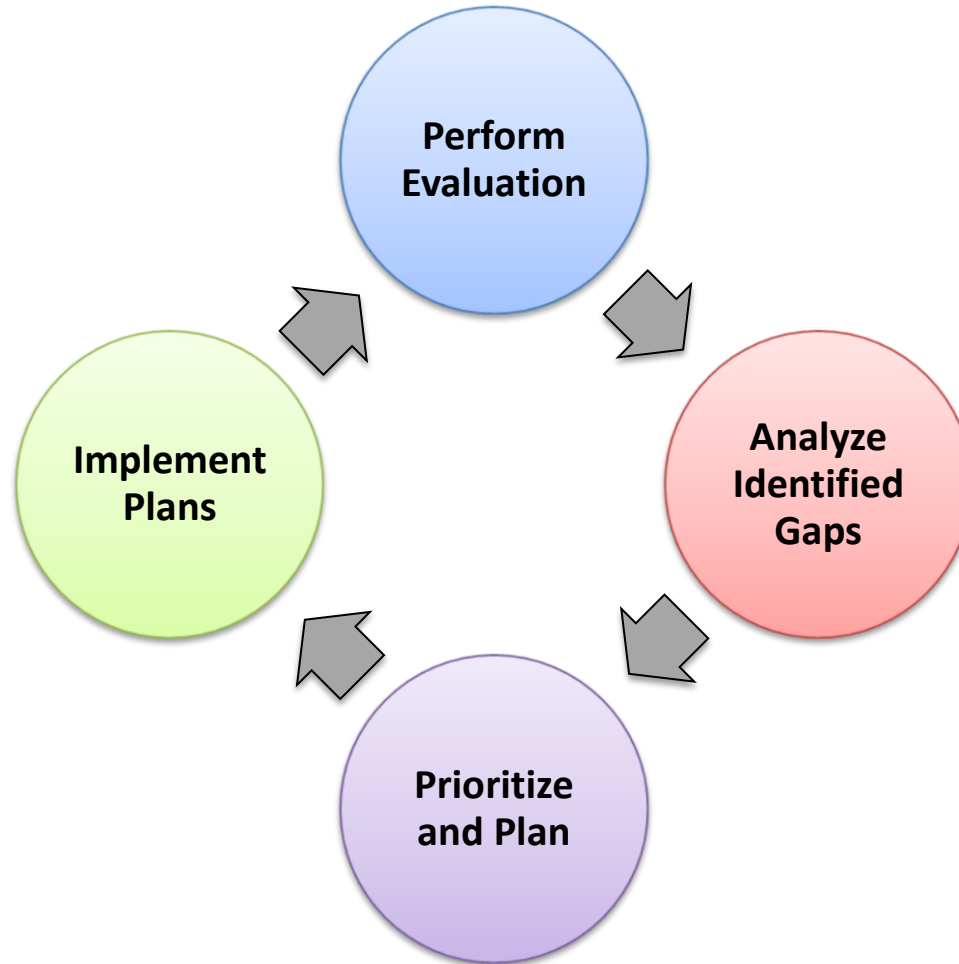 Perform
Evaluation
Analyze
Identified
Gaps
Prioritize
and Plan
Implement
Plans